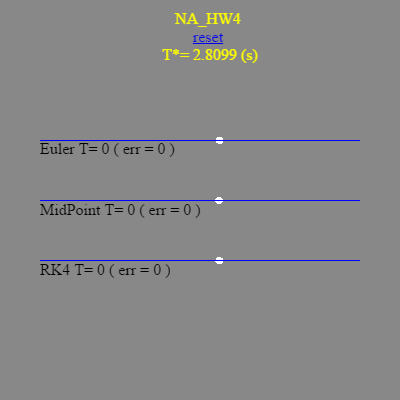 NA_HW4
reset
T*= 2.8099 (s)
Euler T= 0 ( err = 0 )
MidPoint T= 0 ( err = 0 )
RK4 T= 0 ( err = 0 )